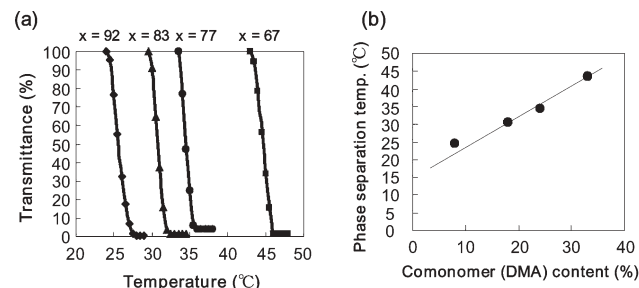 (a)
x = 92 x = 83 x = 77 x = 67
Transmittance (%)
100
90
80
70
60
50
40
30
20
10
0
20 25 30 35 40 45 50
Temperature (℃)
(b)
Phase separation temp. (℃)
50
45
40
35
30
25
20
15
10
5
0
0 10 20 30 40
Comonomer (DMA) content (%)